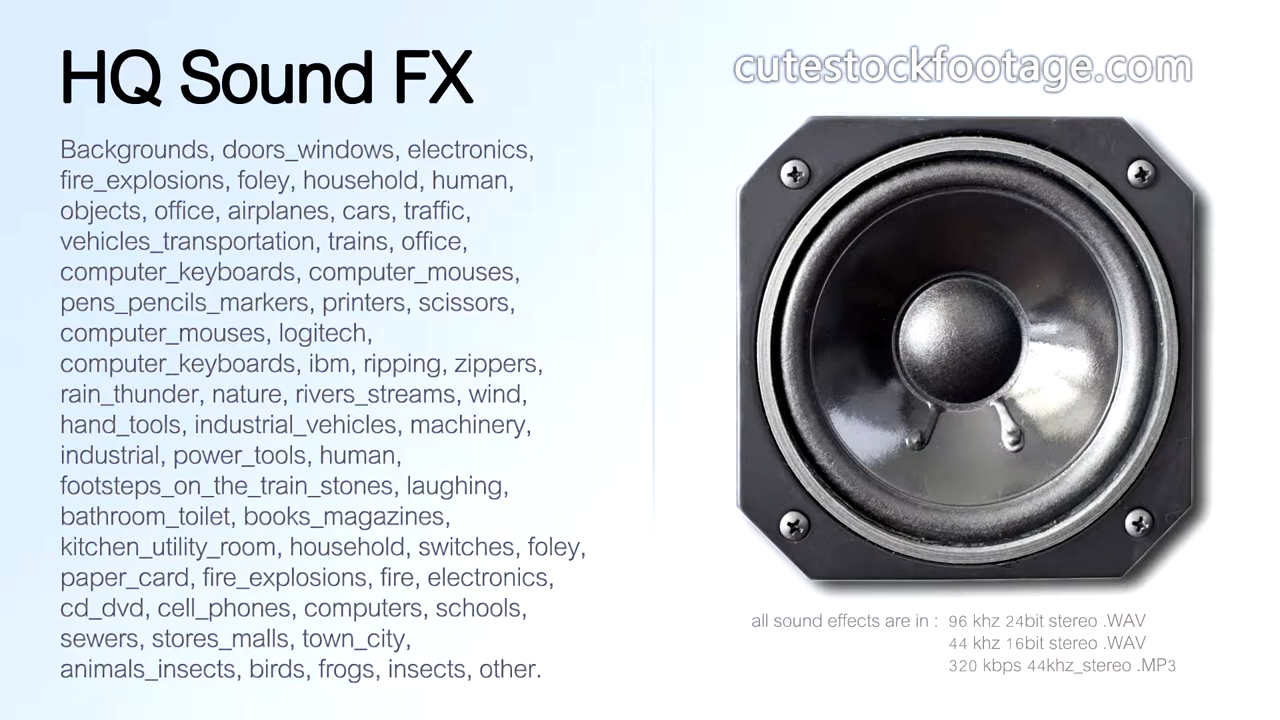 HQ Sound FX
Backgrounds, doors_windows, electronics,
fire_explosions, foley, household, human,
objects, office, airplanes, cars, traffic,
vehicles_transportation, trains, office,
computer_keyboards, computer_mouses,
pens_pencils_markers, printers, scissors,
computer_mouses, logitech,
computer_keyboards, ibm, ripping, zippers,
rain_thunder, nature, rivers_streams, wind,
hand_tools, industrial_vehicles, machinery,
industrial, power_tools, human,
footsteps_on_the_train_stones, laughing,
bathroom_toilet, books_magazines,
kitchen_utility_room, household, switches, foley,
paper_card, fire_explosions, fire, electronics,
cd_dvd, cell_phones, computers, schools,
sewers, stores_malls, town_city,
animals_insects, birds, frogs, insects, other.
cutestockfootage.com
all sound effects are in : 96 khz 24bit stereo .WAV
44 khz 16bit stereo .WAV
320 kbps 44khz_stereo .MP3